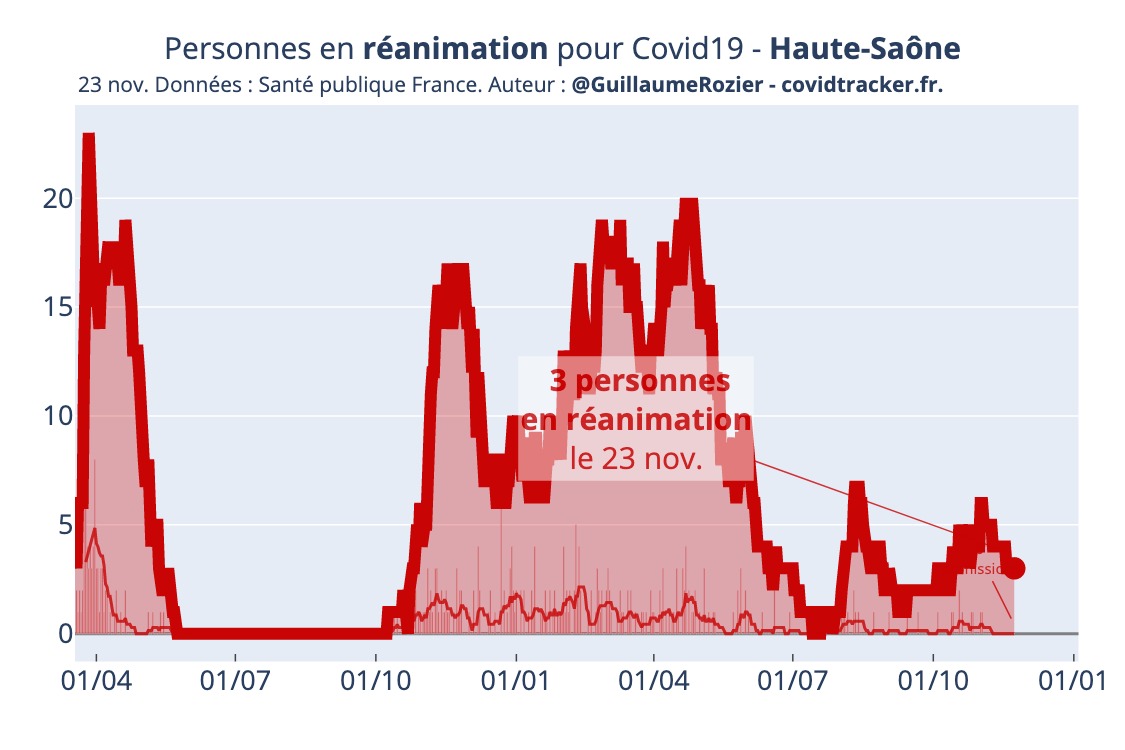 Personnes en réanimation pour Covid19 - Haute-Saône
23 nov. Données : Santé publique France. Auteur : @GuillaumeRozier - covidtracker.fr.
20
15
10
5
0
3 personnes
en réanimation
le 23 nov.
01/04 01/07 01/10 01/01 01/04 01/07 01/10 01/01